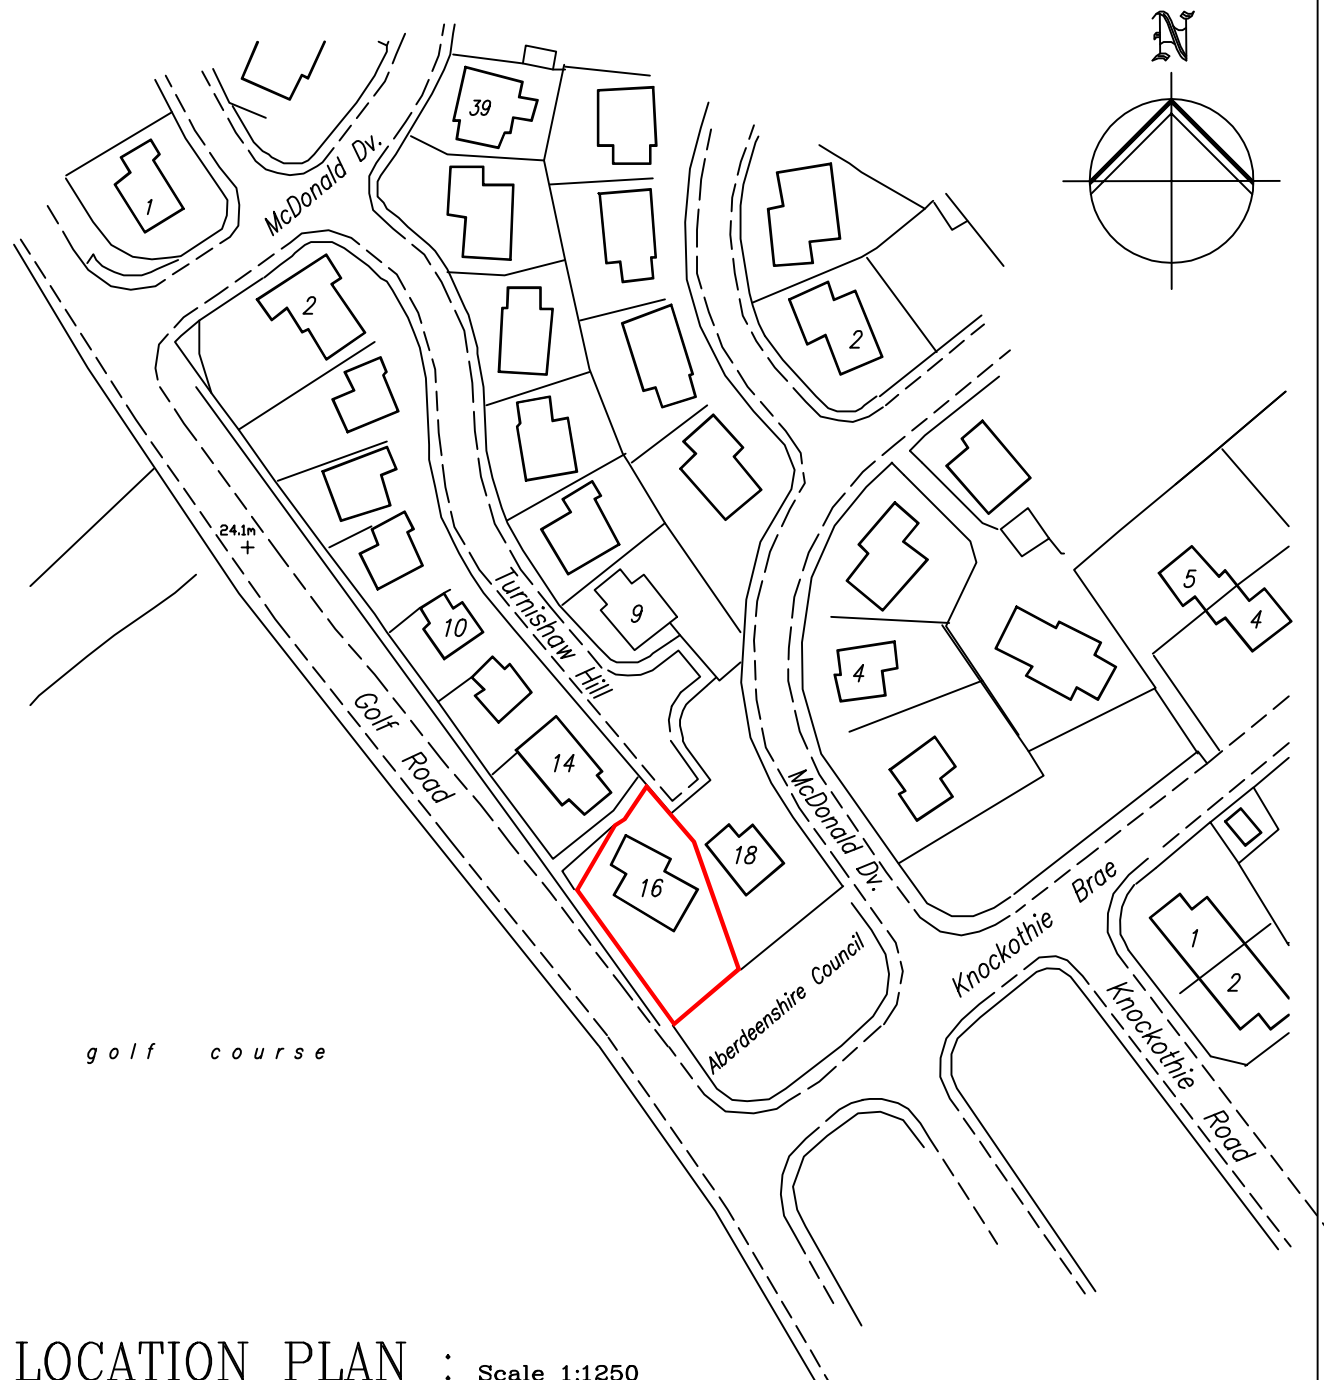 N
39
McDonald Dv.
1
2
2
24.1m
5
4
Turnishaw Hill
9
10
4
Golf Road
14
McDonald Dv.
18
16
Knockothie Brae
Aberdeenshire Council
1
2
Knockothie Road
golf course
LOCATION PLAN : Scale 1:1250